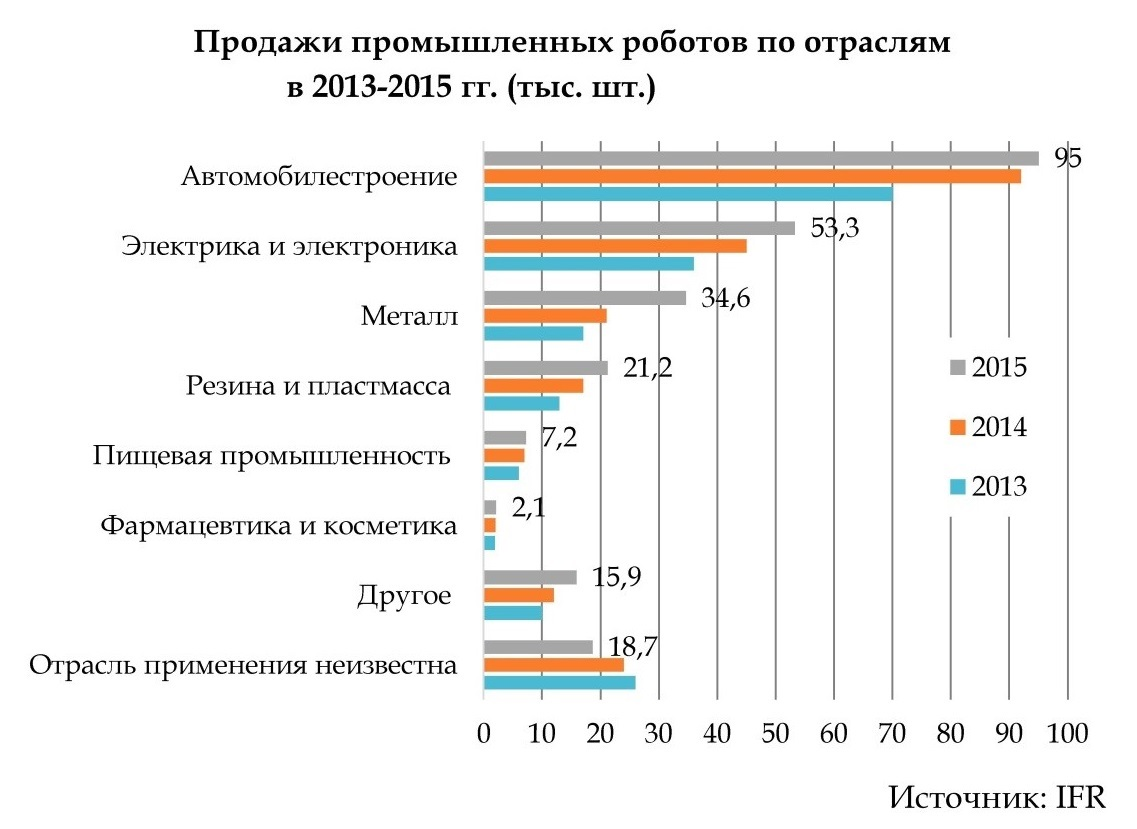 Продажи промышленных роботов по отраслям
в 2013-2015 гг. (тыс. шт.)
Автомобилестроение
95
Электрика и электроника
53,3
Металл
34,6
Резина и пластмасса
21,2
Пищевая промышленность
7,2
Фармацевтика и косметика
2,1
Другое
15,9
Отрасль применения неизвестна
18,7
2015
2014
2013
0 10 20 30 40 50 60 70 80 90 100
Источник: IFR